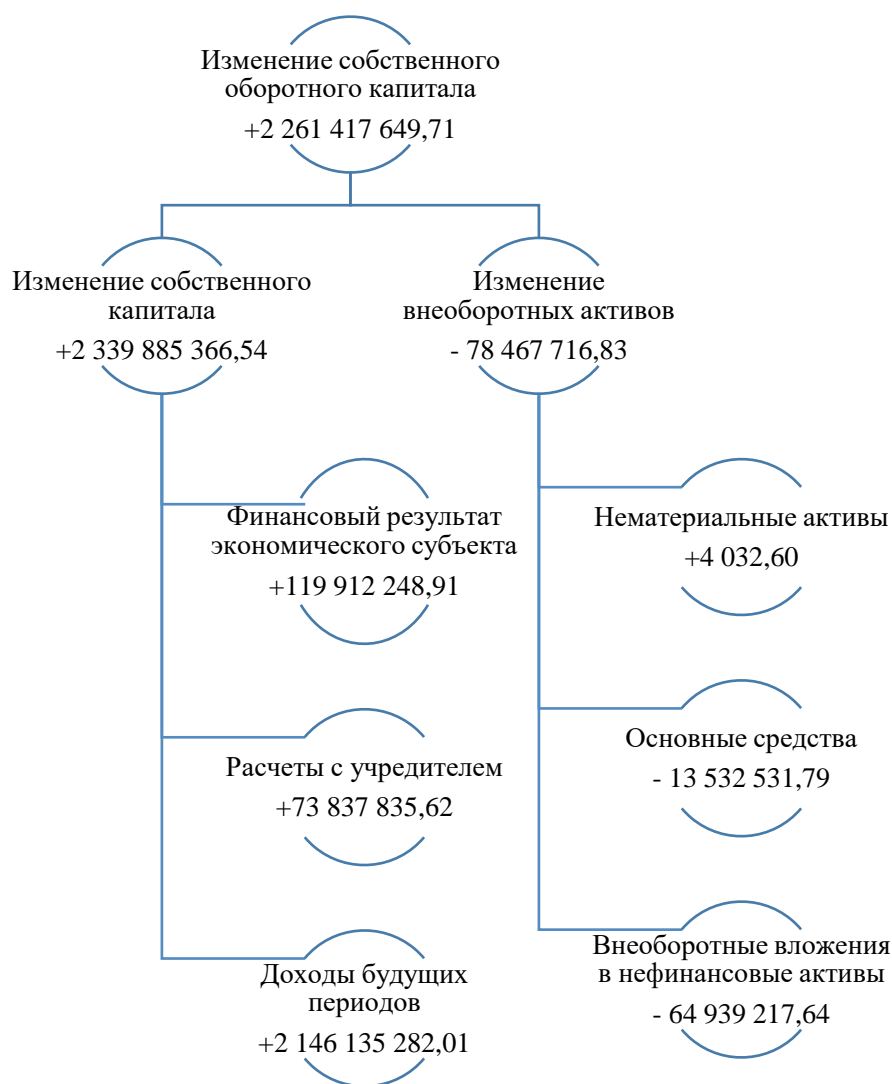 Изменение собственного
оборотного капитала
+2 261 417 649,71
Изменение собственного
капитала
+2 339 885 366,54
Изменение
внеоборотных активов
- 78 467 716,83
Финансовый результат
экономического субъекта
+119 912 248,91
Расчеты с учредителем
+73 837 835,62
Доходы будущих
периодов
+2 146 135 282,01
Нематериальные активы
+4 032,60
Основные средства
- 13 532 531,79
Внеоборотные вложения
в нефинансовые активы
- 64 939 217,64